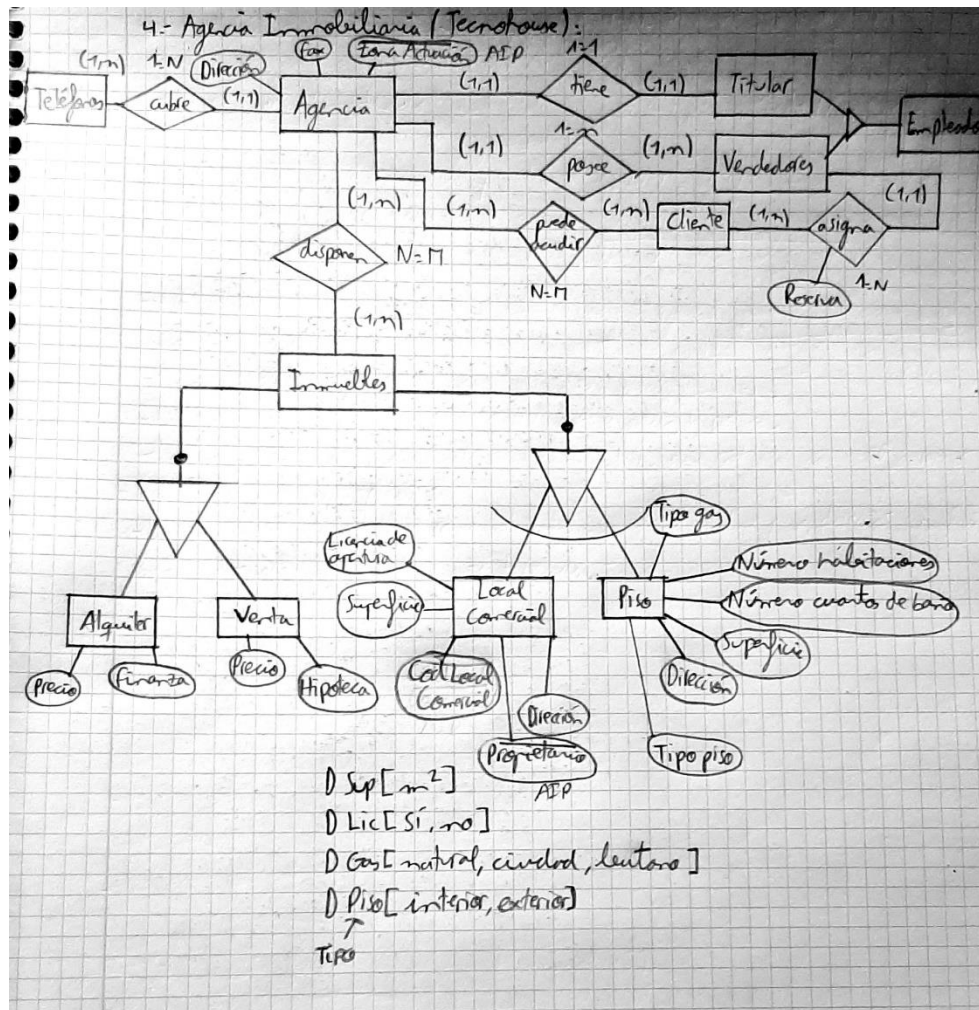 4.- Agencia Inmobiliaria (Tecnohouse):
Fax
Zona Actuación AIP
1=1
(1,n)
1=N
Dirección
(1,1)
(1,1)
Teléfonos
cubre
(1,1)
Agencia
tiene
Titular
Empleado
1=n
(1,1)
posee
(1,n)
Vendedores
(1,n)
(1,n)
puede acudir
(1,n)
Cliente
(1,n)
asigna
(1,1)
disponen
N=M
N=M
Reserva
1=N
(1,n)
Inmuebles
Tipo gas
Licencia de
apertura
Número habitaciones
Superficie
Local
Comercial
Piso
Número cuartos de baño
Alquiler
Venta
Superficie
Precio
Finanza
Precio
Hipoteca
Cod Local
Comercial
Dirección
Direción
Propietario
AIP
Tipo piso
D Sup[m²]
D Lic[Sí, no]
D Gas[natural, ciudad, ]
D Piso[interior, exterior]
↑
TIPO